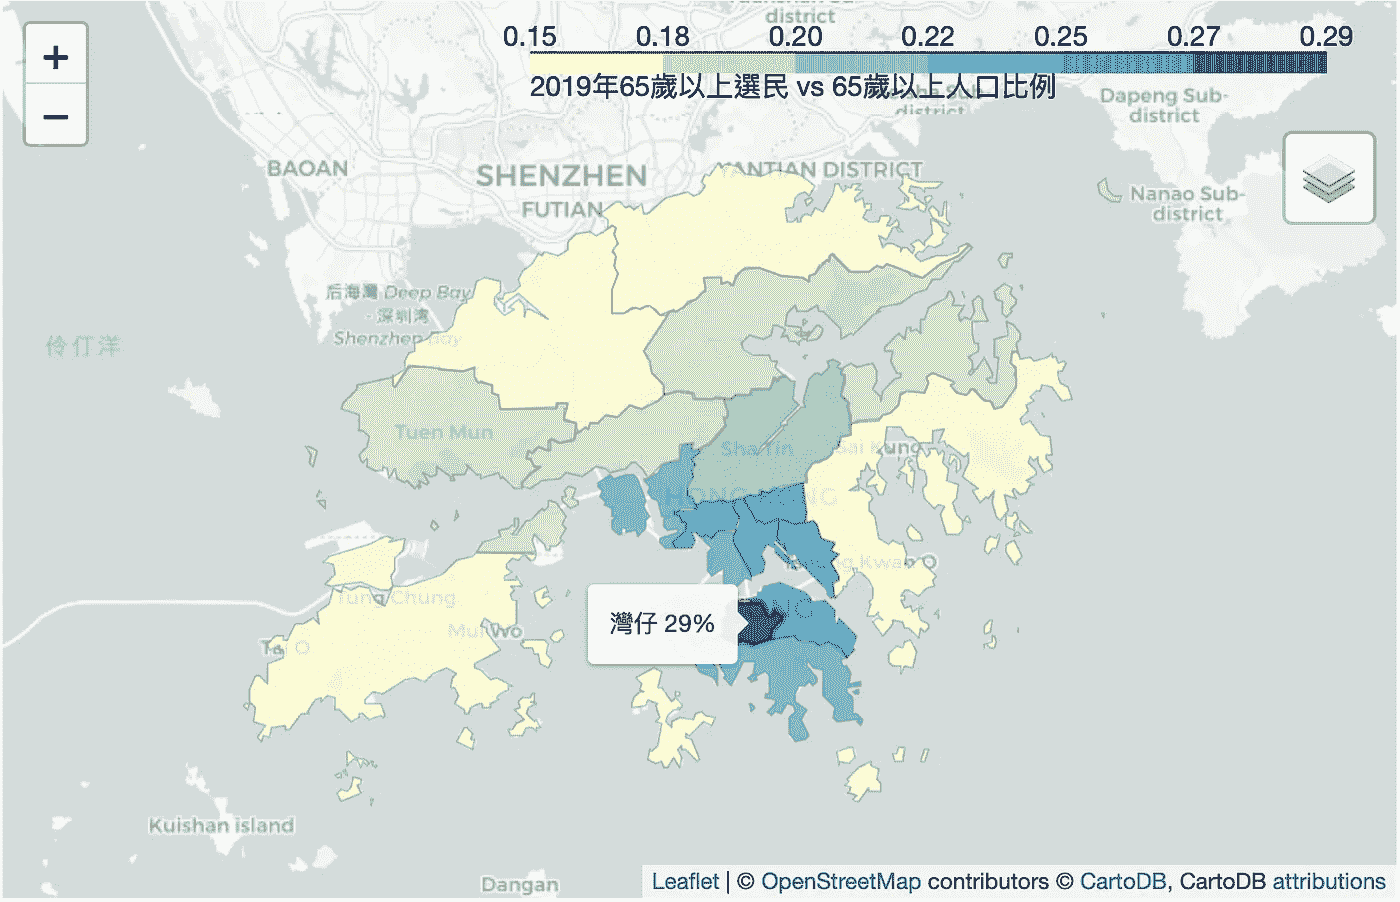 district
+
−
0.15 0.18 0.20 0.22 0.25 0.27 0.29
2019年65歲以上選民 vs 65歲以上人口比例
district
Dapeng Sub-
district
BAOAN
SHENZHEN
YANTIAN DISTRICT
FUTIAN
Nanao Sub-
district
后海灣 Deep Bay
- 深圳湾
Shenzhen Bay
伶仃洋
Tuen Mun
Sha Tin
Sai Kung
HONG KONG
Tseung Kwan O
Tung Chung
灣仔 29%
Mui Wo
Tai O
Kuishan island
Dangan
Leaflet | © OpenStreetMap contributors © CartoDB, CartoDB attributions